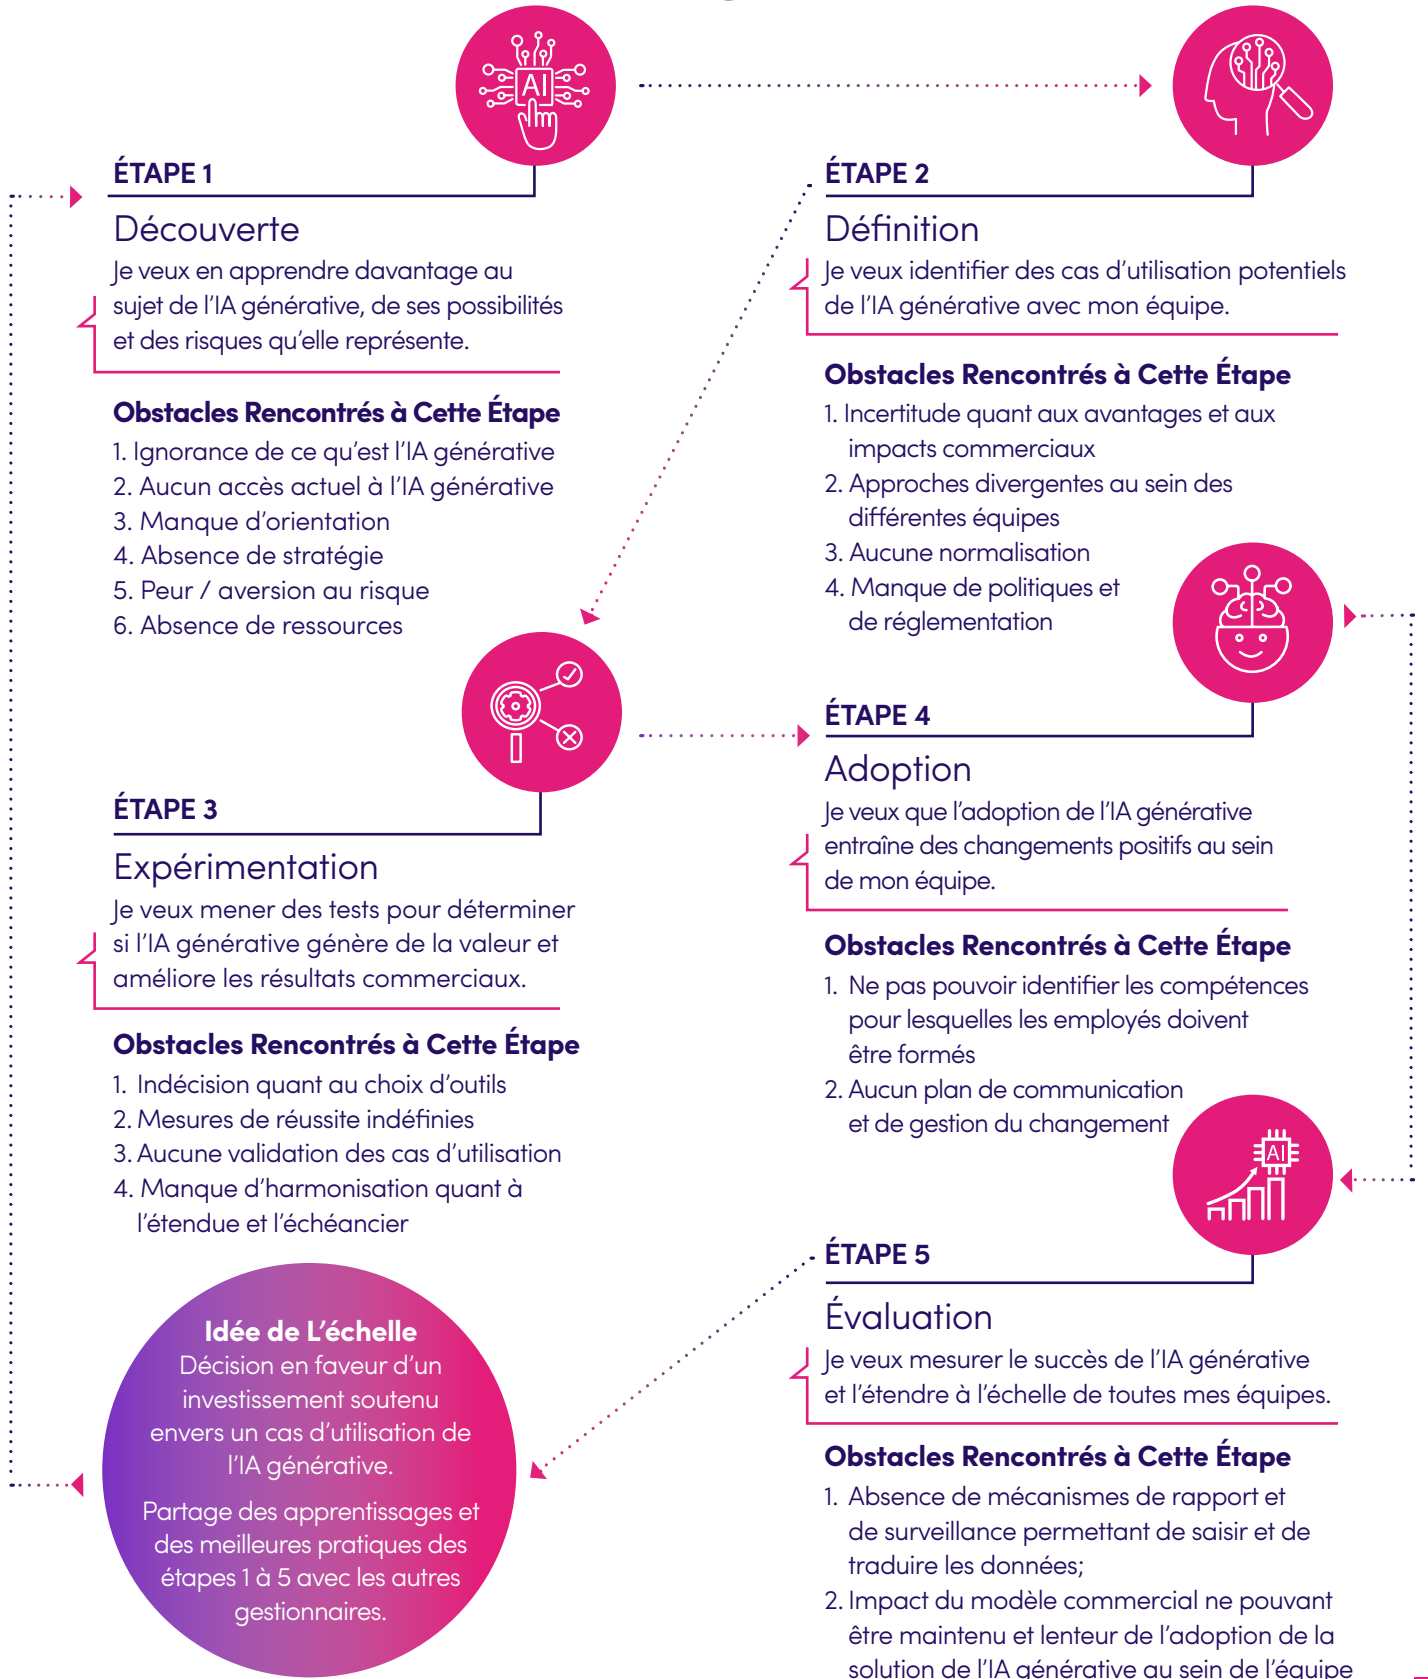 AI
ÉTAPE 1
Découverte
Je veux en apprendre davantage au
sujet de l’IA générative, de ses possibilités
et des risques qu’elle représente.
Obstacles Rencontrés à Cette Étape
1. Ignorance de ce qu’est l’IA générative
2. Aucun accès actuel à l’IA générative
3. Manque d’orientation
4. Absence de stratégie
5. Peur / aversion au risque
6. Absence de ressources
ÉTAPE 2
Définition
Je veux identifier des cas d’utilisation potentiels
de l’IA générative avec mon équipe.
Obstacles Rencontrés à Cette Étape
1. Incertitude quant aux avantages et aux
impacts commerciaux
2. Approches divergentes au sein des
différentes équipes
3. Aucune normalisation
4. Manque de politiques et
de réglementation
ÉTAPE 3
Expérimentation
Je veux mener des tests pour déterminer
si l’IA générative génère de la valeur et
améliore les résultats commerciaux.
Obstacles Rencontrés à Cette Étape
1. Indécision quant au choix d’outils
2. Mesures de réussite indéfinies
3. Aucune validation des cas d’utilisation
4. Manque d’harmonisation quant à
l’étendue et l’échéancier
ÉTAPE 4
Adoption
Je veux que l’adoption de l’IA générative
entraîne des changements positifs au sein
de mon équipe.
Obstacles Rencontrés à Cette Étape
1. Ne pas pouvoir identifier les compétences
pour lesquelles les employés doivent
être formés
2. Aucun plan de communication
et de gestion du changement
AI
ÉTAPE 5
Évaluation
Je veux mesurer le succès de l’IA générative
et l’étendre à l’échelle de toutes mes équipes.
Obstacles Rencontrés à Cette Étape
1. Absence de mécanismes de rapport et
de surveillance permettant de saisir et de
traduire les données;
2. Impact du modèle commercial ne pouvant
être maintenu et lenteur de l’adoption de la
solution de l’IA générative au sein de l’équipe
Idée de L’échelle
Décision en faveur d’un
investissement soutenu
envers un cas d’utilisation de
l’IA générative.
Partage des apprentissages et
des meilleures pratiques des
étapes 1 à 5 avec les autres
gestionnaires.